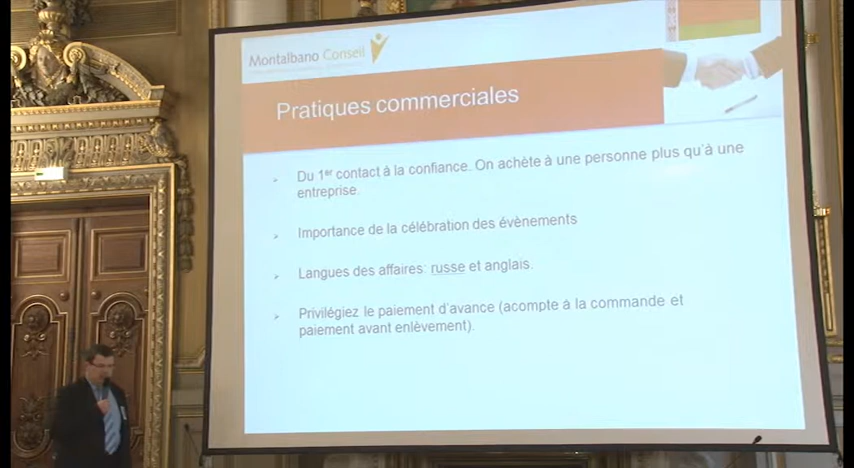 Montalbano Conseil
Pratiques commerciales
Du 1er contact à la confiance. On achète à une personne plus qu'à une
entreprise.
Importance de la célébration des évènements
Langues des affaires: russe et anglais.
Privilégiez le paiement d'avance (acompte à la commande et
paiement avant enlèvement).